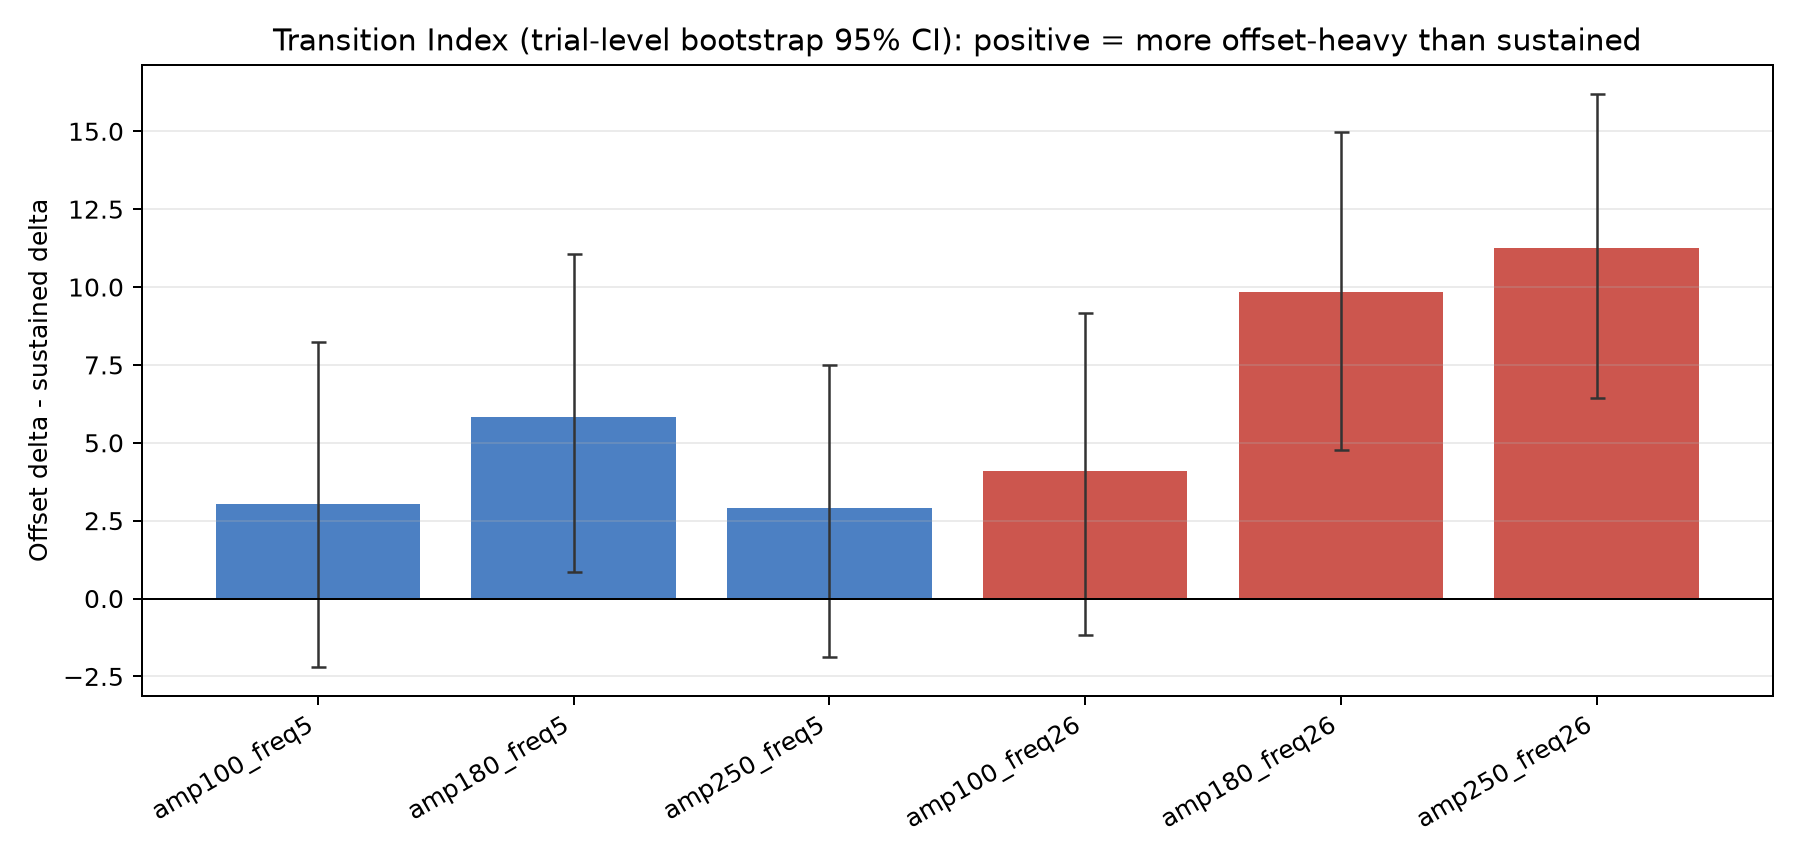 Transition Index (trial-level bootstrap 95% CI): positive = more offset-heavy than sustained
Offset delta - sustained delta
15.0
12.5
10.0
7.5
5.0
2.5
0.0
−2.5
amp100_freq5
amp180_freq5
amp250_freq5
amp100_freq26
amp180_freq26
amp250_freq26